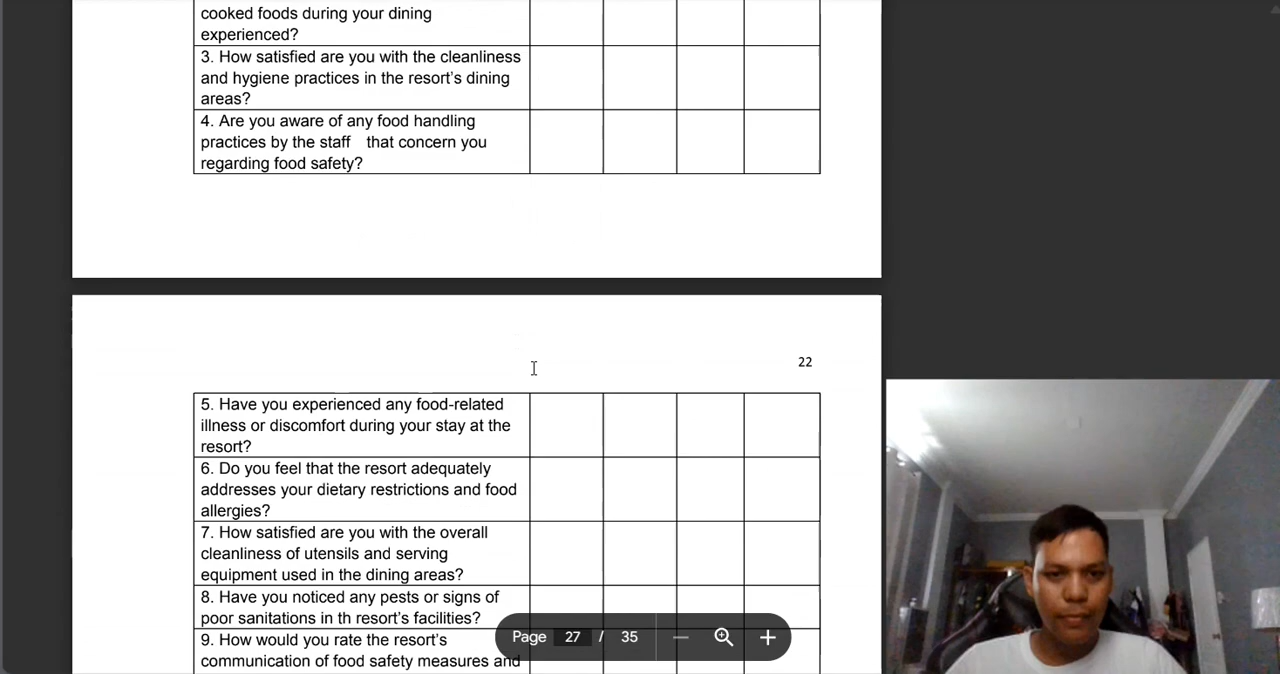 cooked foods during your dining
experienced?
3. How satisfied are you with the cleanliness
and hygiene practices in the resort's dining
areas?
4. Are you aware of any food handling
practices by the staff   that concern you
regarding food safety?
22
5. Have you experienced any food-related
illness or discomfort during your stay at the
resort?
6. Do you feel that the resort adequately
addresses your dietary restrictions and food
allergies?
7. How satisfied are you with the overall
cleanliness of utensils and serving
equipment used in the dining areas?
8. Have you noticed any pests or signs of
poor sanitations in th resort's facilities?
9. How would you rate the resort's
communication of food safety measures and
Page 27 / 35